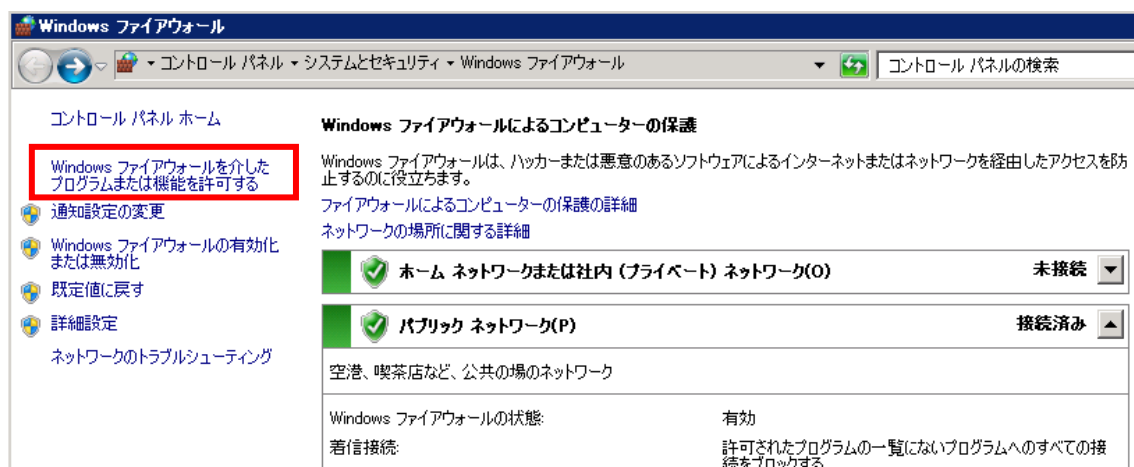 Windows ファイアウォール
コントロール パネル システムとセキュリティ Windows ファイアウォール
コントロール パネルの検索
コントロール パネル ホーム
Windows ファイアウォールを介した
プログラムまたは機能を許可する
通知設定の変更
Windows ファイアウォールの有効化
または無効化
既定値に戻す
詳細設定
ネットワークのトラブルシューティング
Windows ファイアウォールによるコンピューターの保護
Windows ファイアウォールは、ハッカーまたは悪意のあるソフトウェアによるインターネットまたはネットワークを経由したアクセスを防
止するのに役立ちます。
ファイアウォールによるコンピューターの保護の詳細
ネットワークの場所に関する詳細
ホーム ネットワークまたは社内 (プライベート) ネットワーク(O) 未接続
パブリック ネットワーク(P) 接続済み
空港、喫茶店など、公共の場のネットワーク
Windows ファイアウォールの状態: 有効
着信接続: 許可されたプログラムの一覧にないプログラムへのすべての接
続をブロックする